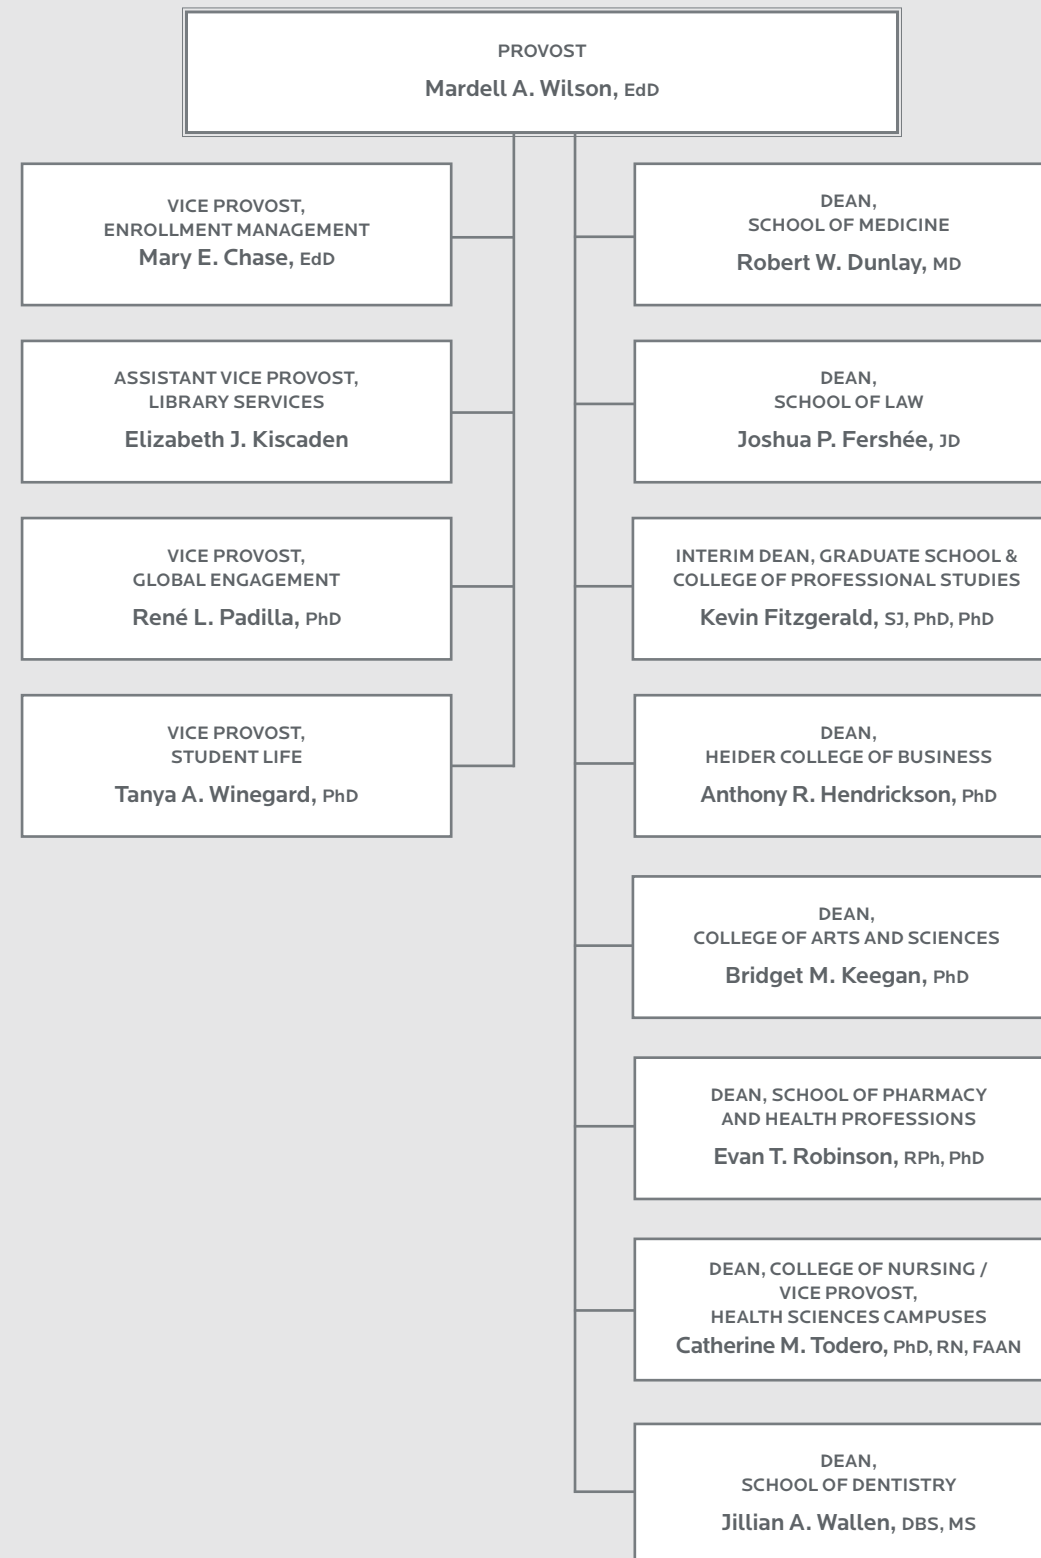 PROVOST
Mardell A. Wilson, EdD
VICE PROVOST,
ENROLLMENT MANAGEMENT
Mary E. Chase, EdD
ASSISTANT VICE PROVOST,
LIBRARY SERVICES
Elizabeth J. Kiscaden
VICE PROVOST,
GLOBAL ENGAGEMENT
René L. Padilla, PhD
VICE PROVOST,
STUDENT LIFE
Tanya A. Winegard, PhD
DEAN,
SCHOOL OF MEDICINE
Robert W. Dunlay, MD
DEAN,
SCHOOL OF LAW
Joshua P. Fershée, JD
INTERIM DEAN, GRADUATE SCHOOL &
COLLEGE OF PROFESSIONAL STUDIES
Kevin Fitzgerald, SJ, PhD, PhD
DEAN,
HEIDER COLLEGE OF BUSINESS
Anthony R. Hendrickson, PhD
DEAN,
COLLEGE OF ARTS AND SCIENCES
Bridget M. Keegan, PhD
DEAN, SCHOOL OF PHARMACY
AND HEALTH PROFESSIONS
Evan T. Robinson, RPh, PhD
DEAN, COLLEGE OF NURSING /
VICE PROVOST,
HEALTH SCIENCES CAMPUSES
Catherine M. Todero, PhD, RN, FAAN
DEAN,
SCHOOL OF DENTISTRY
Jillian A. Wallen, DBS, MS